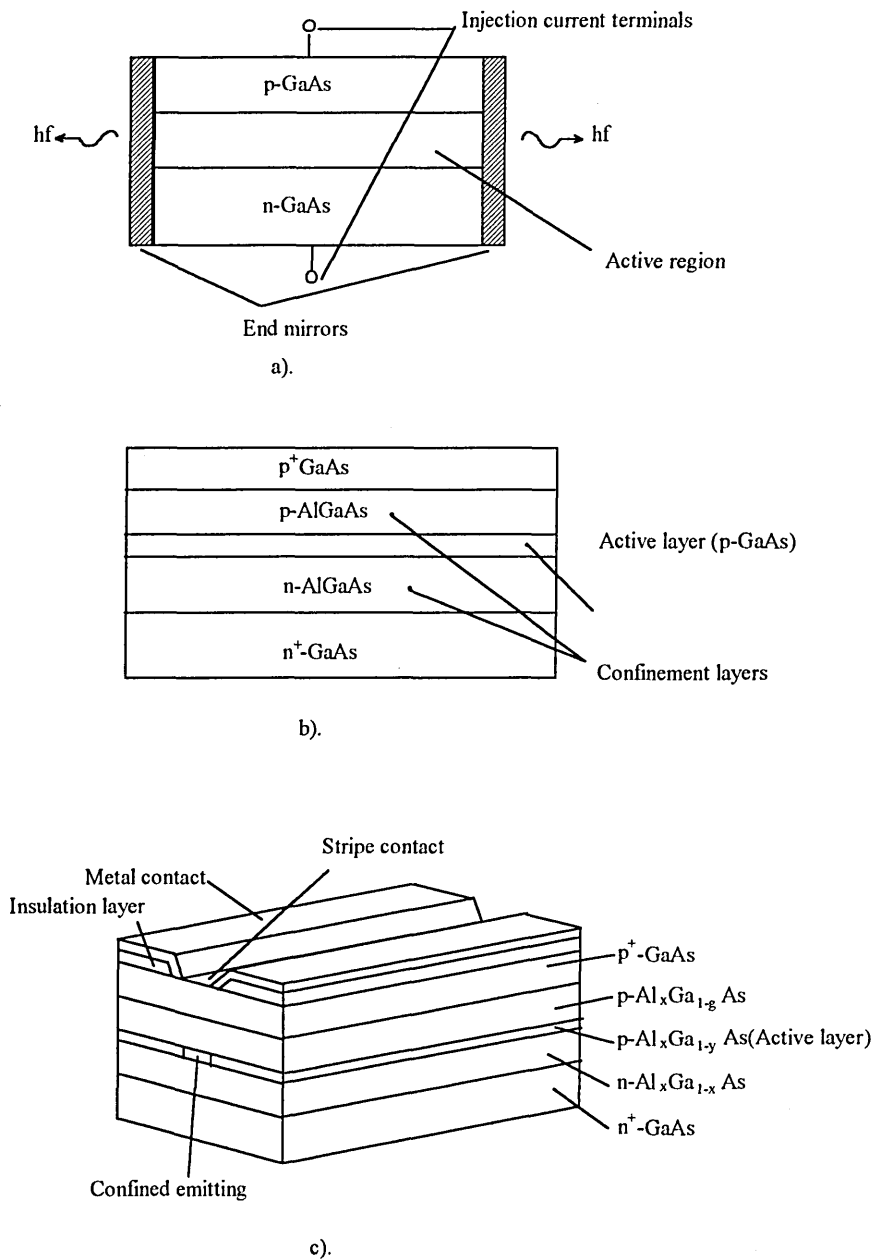 Injection current terminals
p-GaAs
hf
hf
n-GaAs
Active region
End mirrors
a).
p⁺GaAs
p-AlGaAs
Active layer (p-GaAs)
n-AlGaAs
n⁺-GaAs
Confinement layers
b).
Stripe contact
Metal contact
Insulation layer
p⁺-GaAs
p-AlₓGa₁₋g As
p-AlₓGa₁₋y As(Active layer)
n-AlₓGa₁₋ₓ As
n⁺-GaAs
Confined emitting
c).